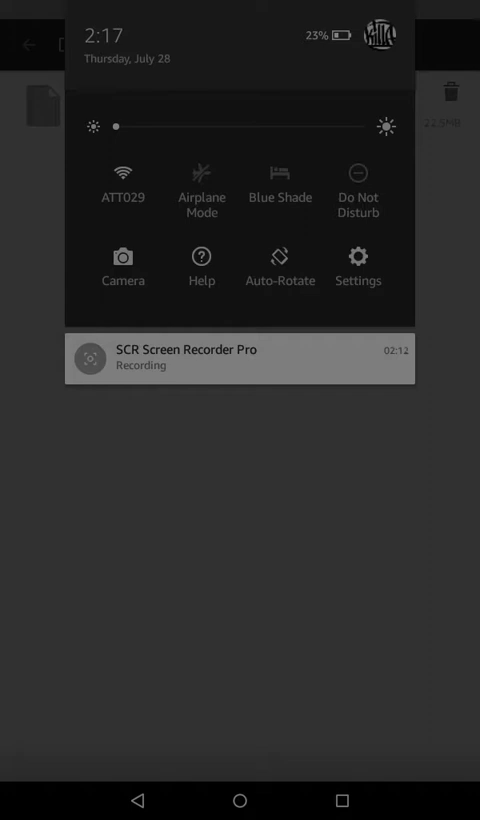 2:17
23%
Thursday, July 28
22.5MB
ATT029
Airplane
Mode
Blue Shade
Do Not
Disturb
Camera
Help
Auto-Rotate
Settings
SCR Screen Recorder Pro
02:12
Recording